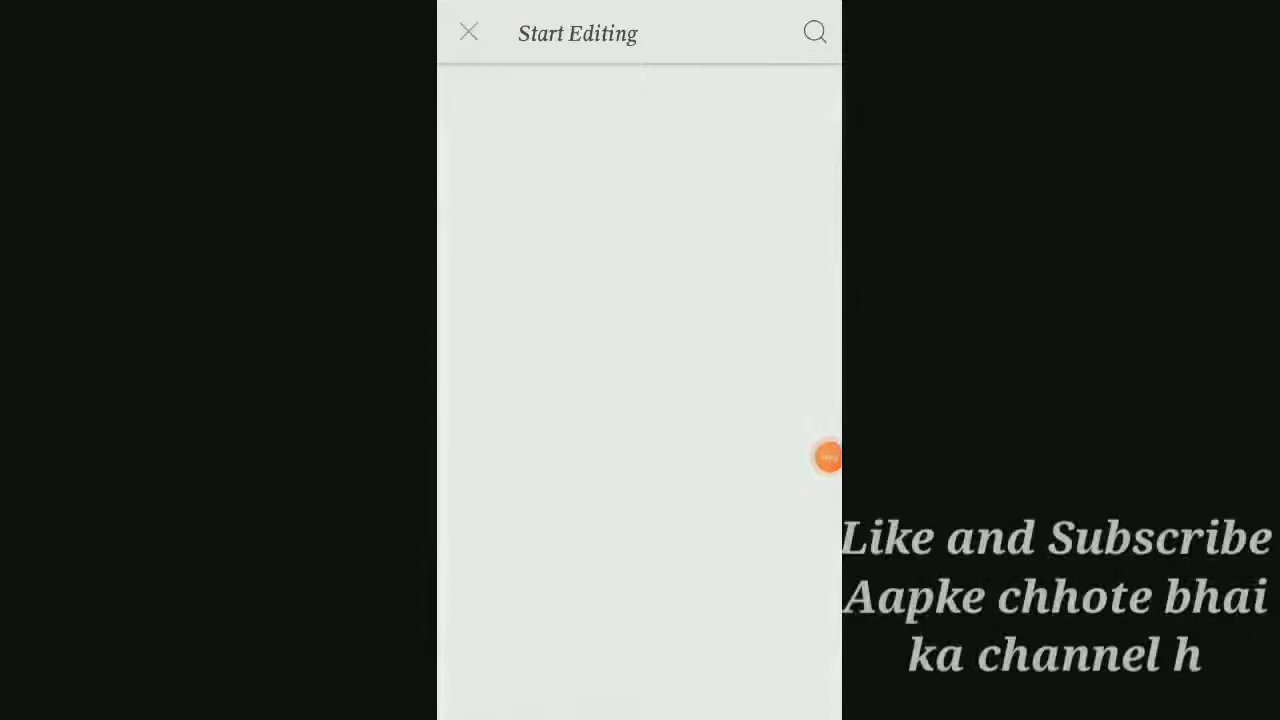 Start Editing
Like and Subscribe
Aapke chhote bhai
ka channel h